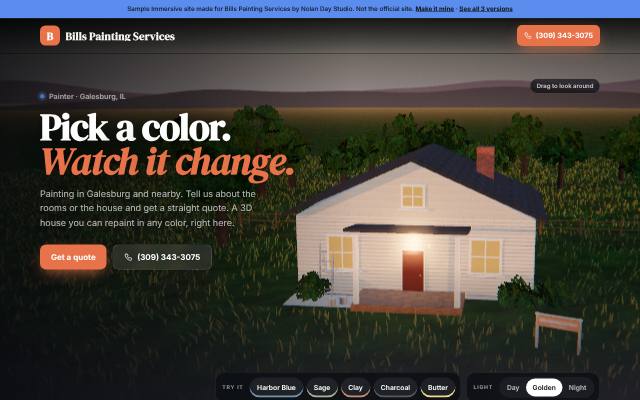 Sample Immersive site made for Bills Painting Services by Nolan Day Studio. Not the official site. Make it mine · See all 3 versions
B Bills Painting Services
(309) 343-3075
Drag to look around
Painter · Galesburg, IL
Pick a color.
Watch it change.
Painting in Galesburg and nearby. Tell us about the
rooms or the house and get a straight quote. A 3D
house you can repaint in any color, right here.
Get a quote
(309) 343-3075
TRY IT Harbor Blue Sage Clay Charcoal Butter
LIGHT Day Golden Night